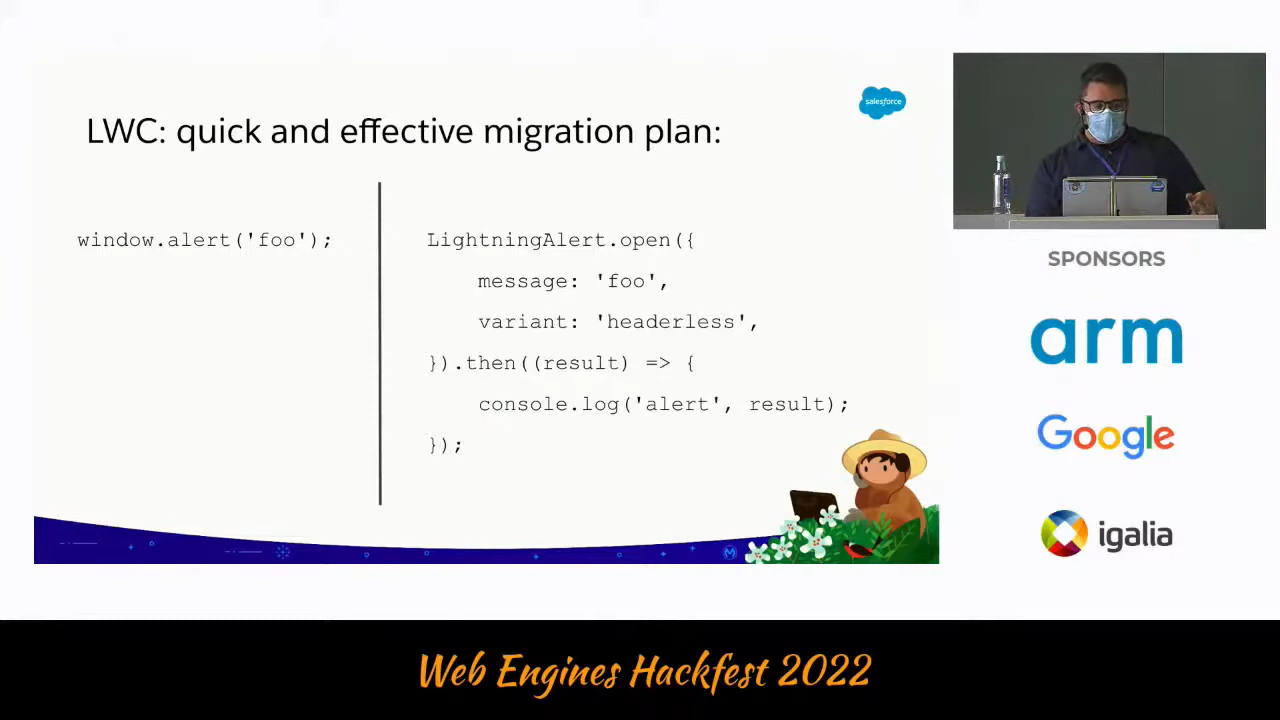 salesforce
LWC: quick and effective migration plan:
window.alert('foo');
LightningAlert.open({
message: 'foo',
variant: 'headerless',
}).then((result) => {
console.log('alert', result);
});
SPONSORS
arm
Google
igalia
Web Engines Hackfest 2022